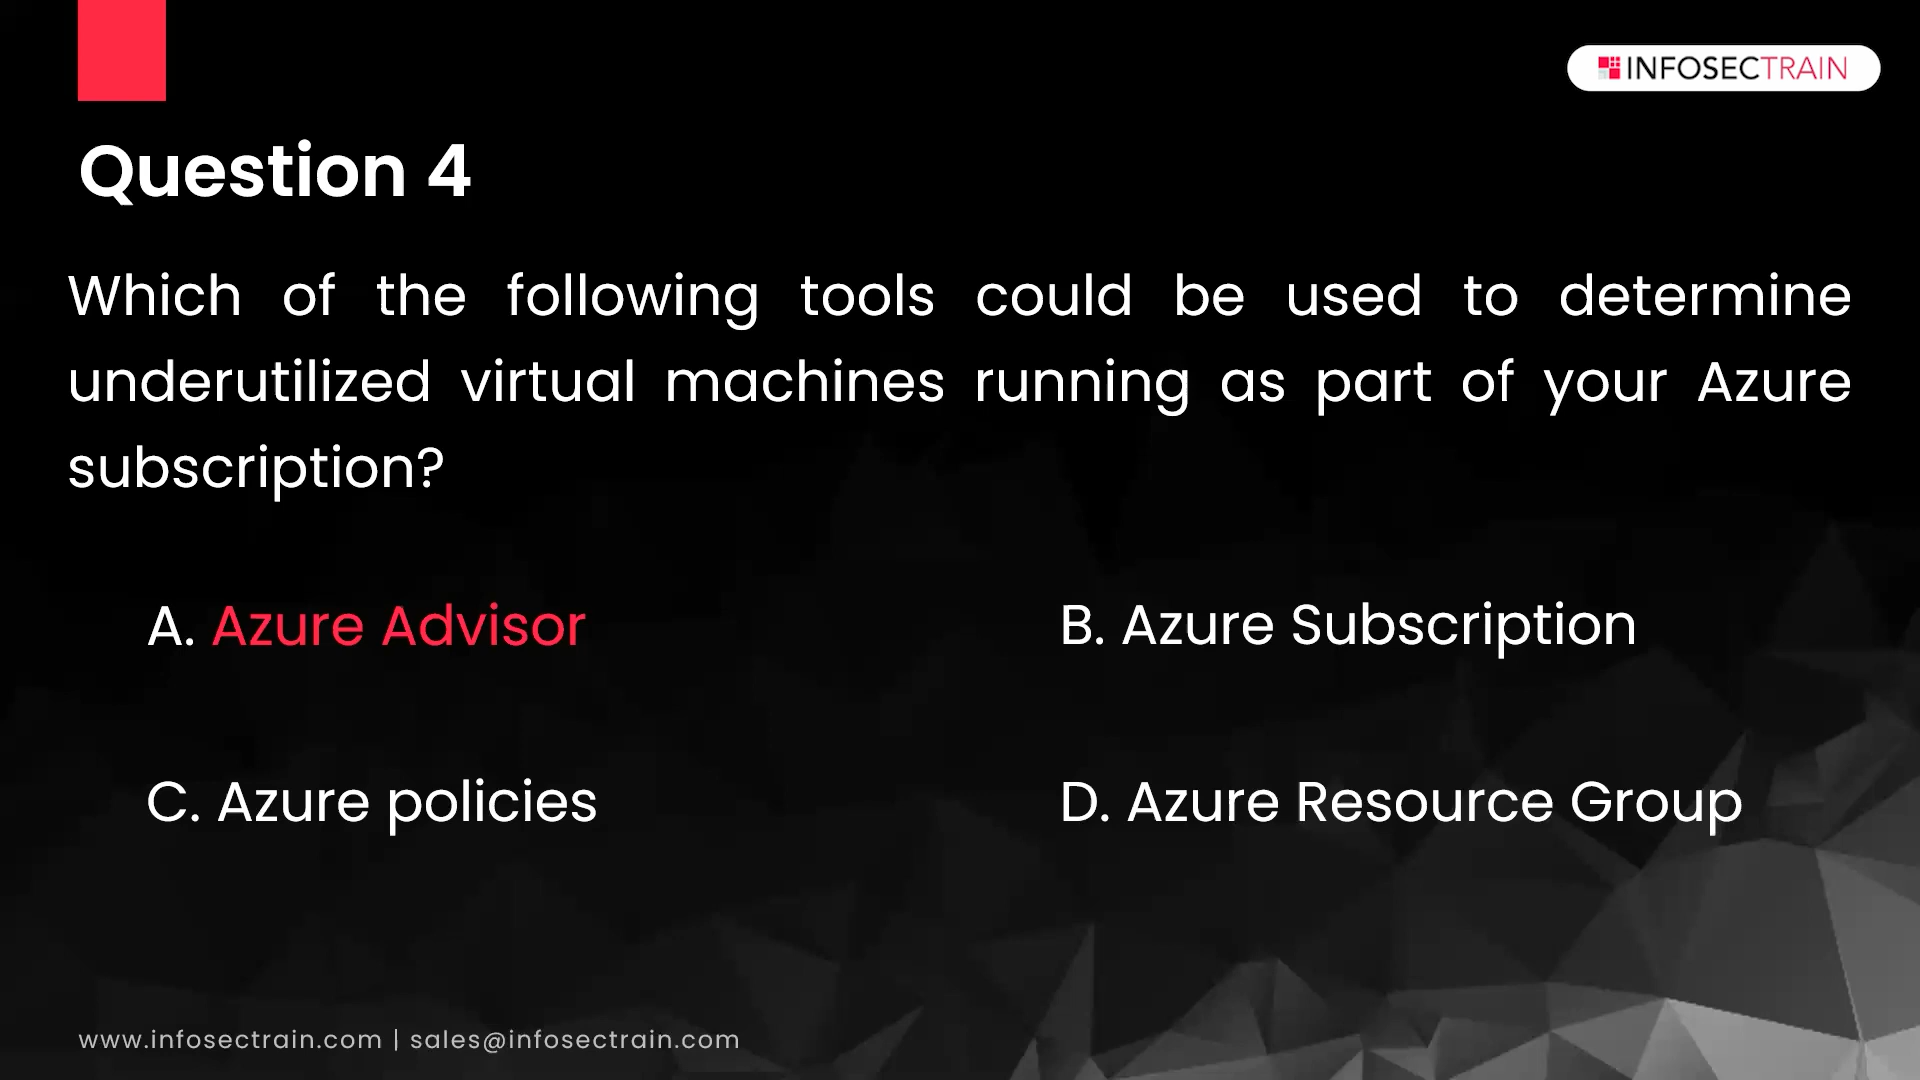 INFOSECTRAIN
Question 4
Which of the following tools could be used to determine
underutilized virtual machines running as part of your Azure
subscription?
A. Azure Advisor
B. Azure Subscription
C. Azure policies
D. Azure Resource Group
www.infosectrain.com | sales@infosectrain.com